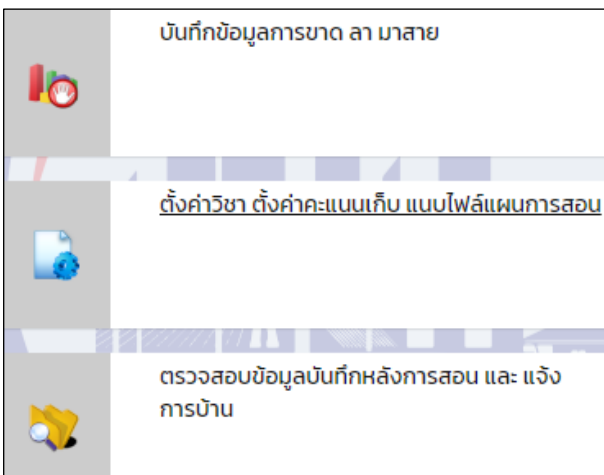 บันทึกข้อมูลการขาด ลา มาสาย
ตั้งค่าวิชา ตั้งค่าคะแนนเก็บ แนบไฟล์แผนการสอน
ตรวจสอบข้อมูลบันทึกหลังการสอน และ แจ้ง
การบ้าน